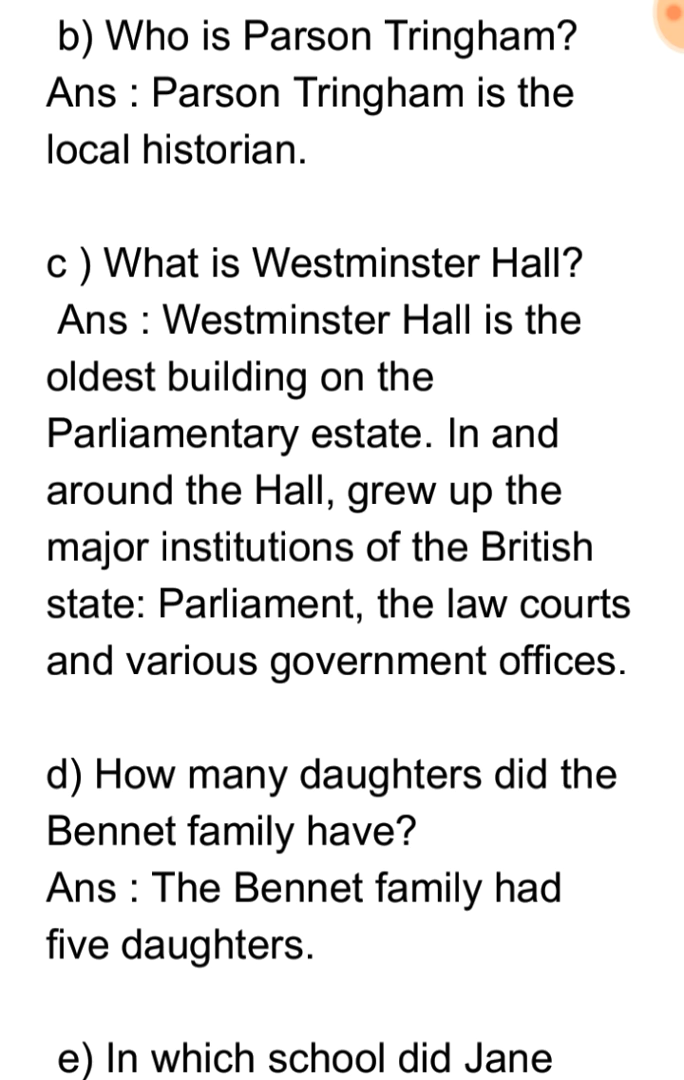 b) Who is Parson Tringham?
Ans : Parson Tringham is the
local historian.
c ) What is Westminster Hall?
Ans : Westminster Hall is the
oldest building on the
Parliamentary estate. In and
around the Hall, grew up the
major institutions of the British
state: Parliament, the law courts
and various government offices.
d) How many daughters did the
Bennet family have?
Ans : The Bennet family had
five daughters.
e) In which school did Jane